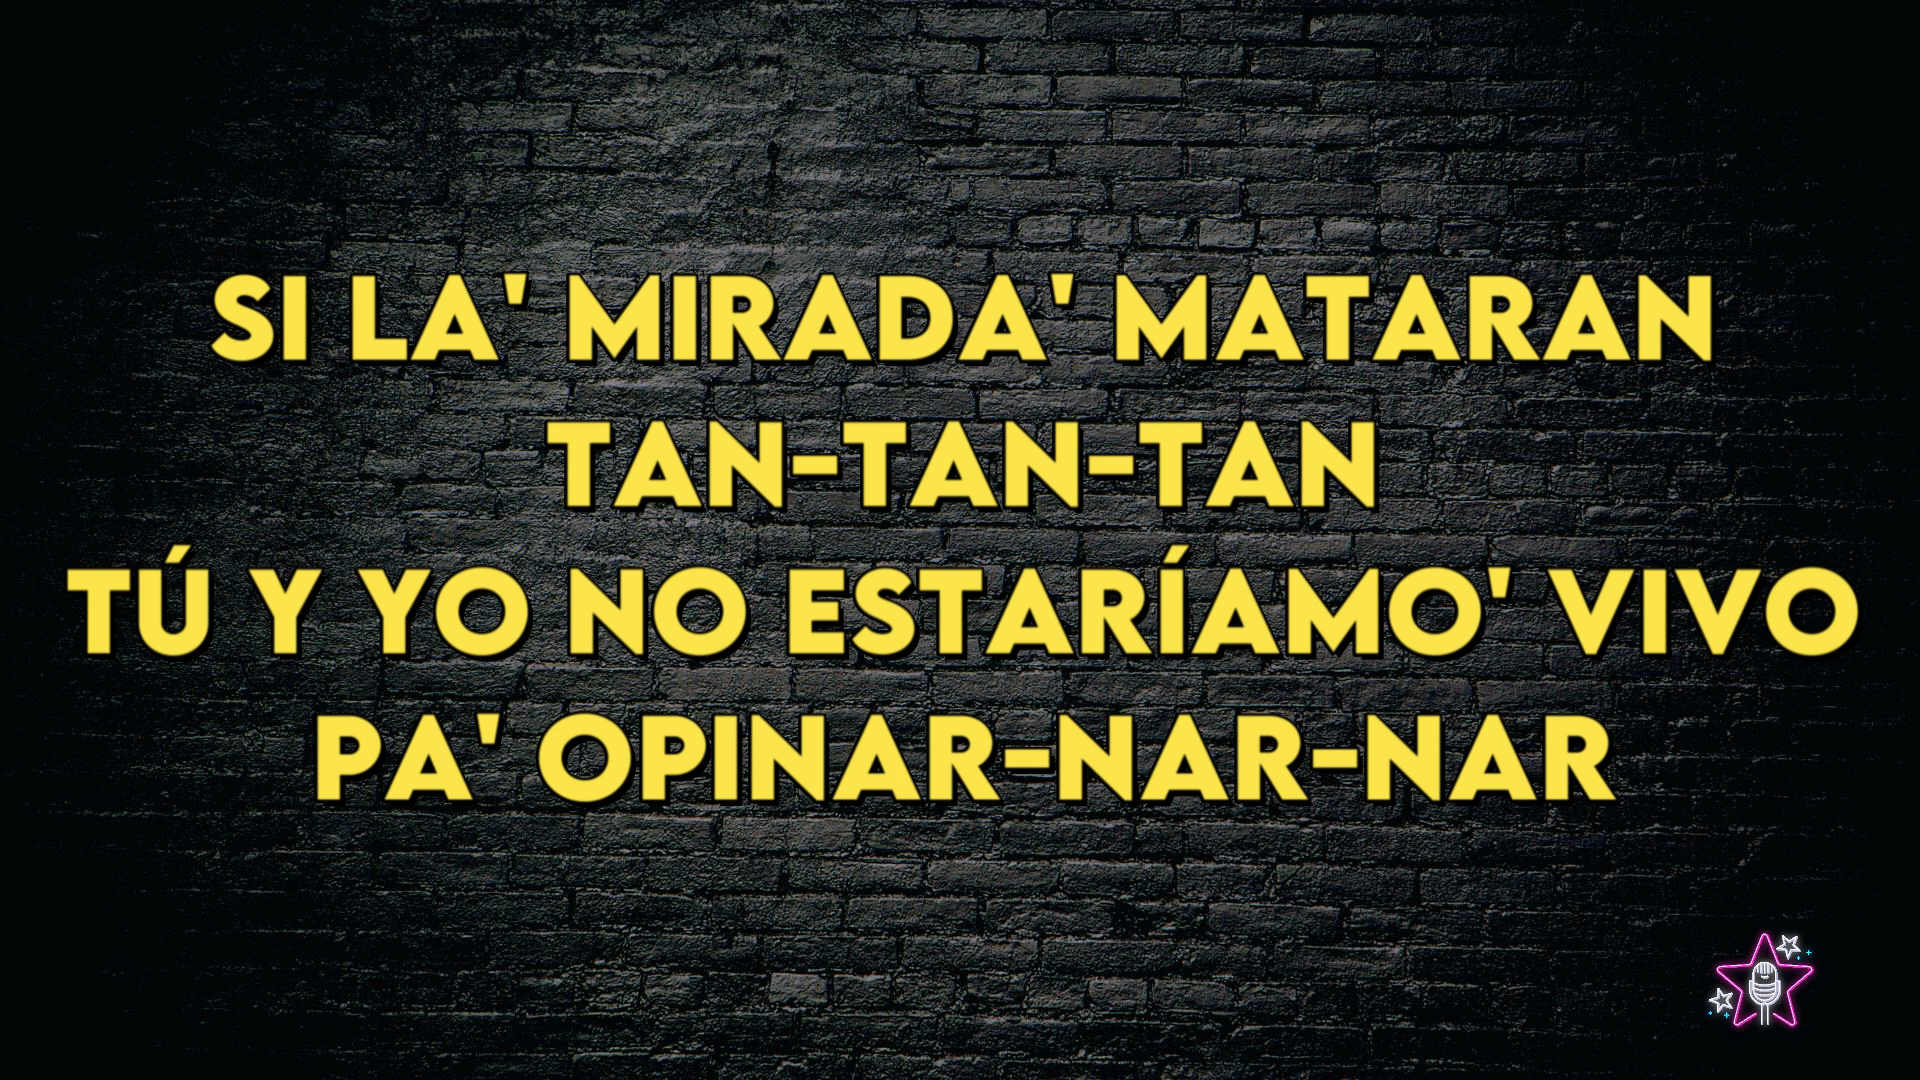 SI LA' MIRADA' MATARAN
TAN-TAN-TAN
TÚ Y YO NO ESTARÍAMO' VIVO
PA' OPINAR-NAR-NAR